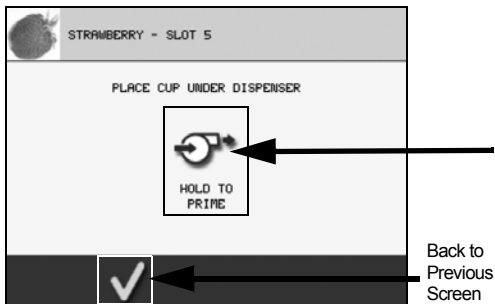 STRAWBERRY - SLOT 5
PLACE CUP UNDER DISPENSER
HOLD TO
PRIME
Back to
Previous
Screen